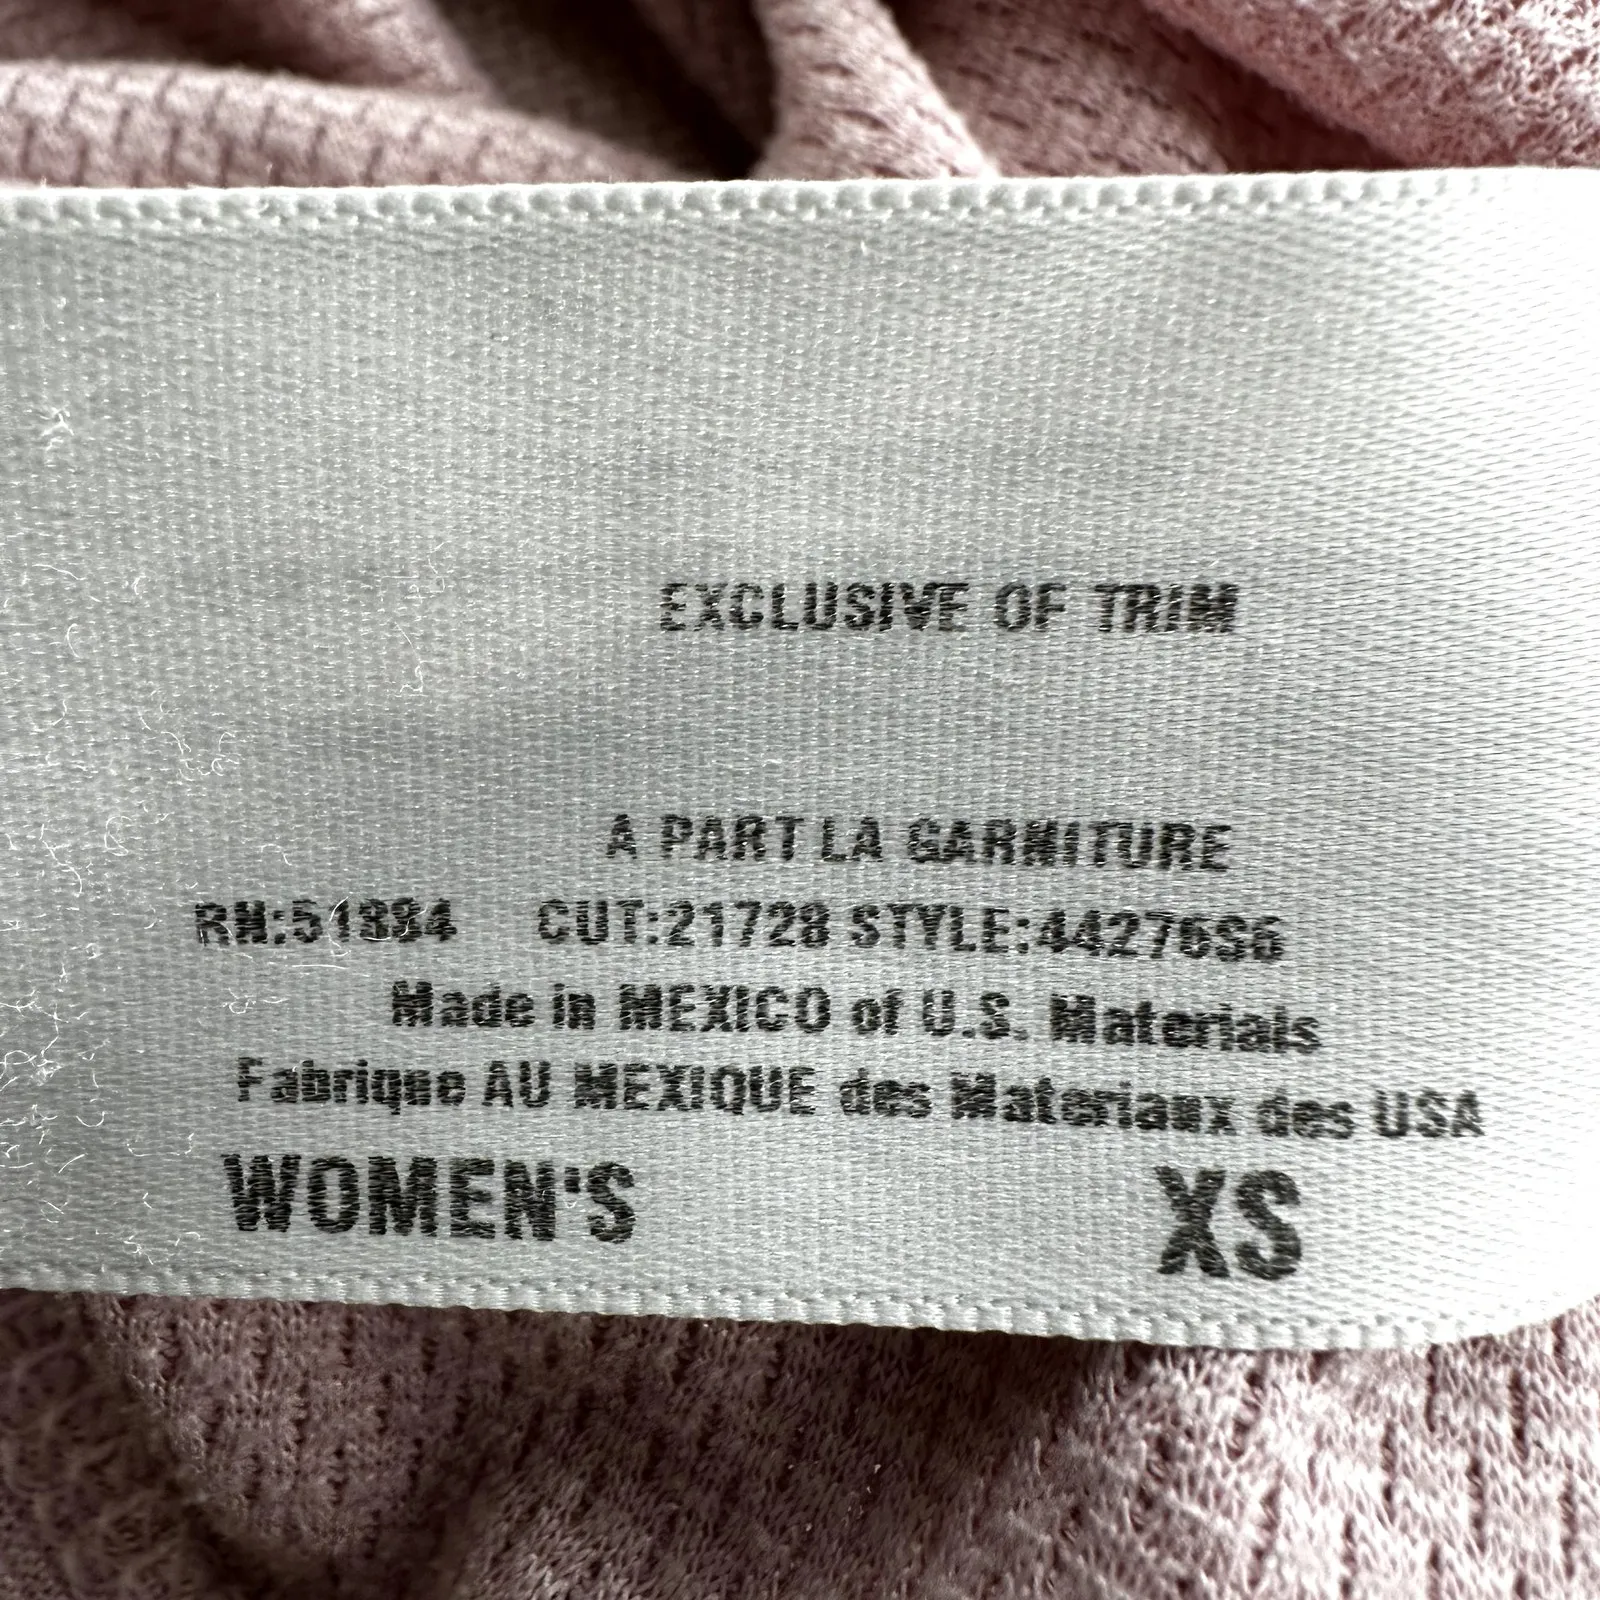 EXCLUSIVE OF TRIM
A PART LA GARNITURE
RN:51884 CUT:21728 STYLE:44276S6
Made in MEXICO of U.S. Materials
Fabrique AU MEXIQUE des Materiaux des USA
WOMEN'S XS